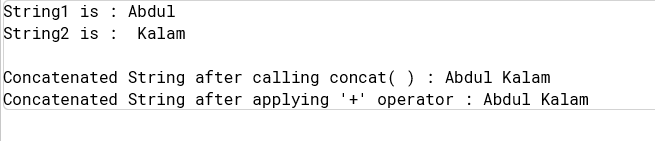 String1 is : Abdul
String2 is :  Kalam
Concatenated String after calling concat( ) : Abdul Kalam
Concatenated String after applying '+' operator : Abdul Kalam